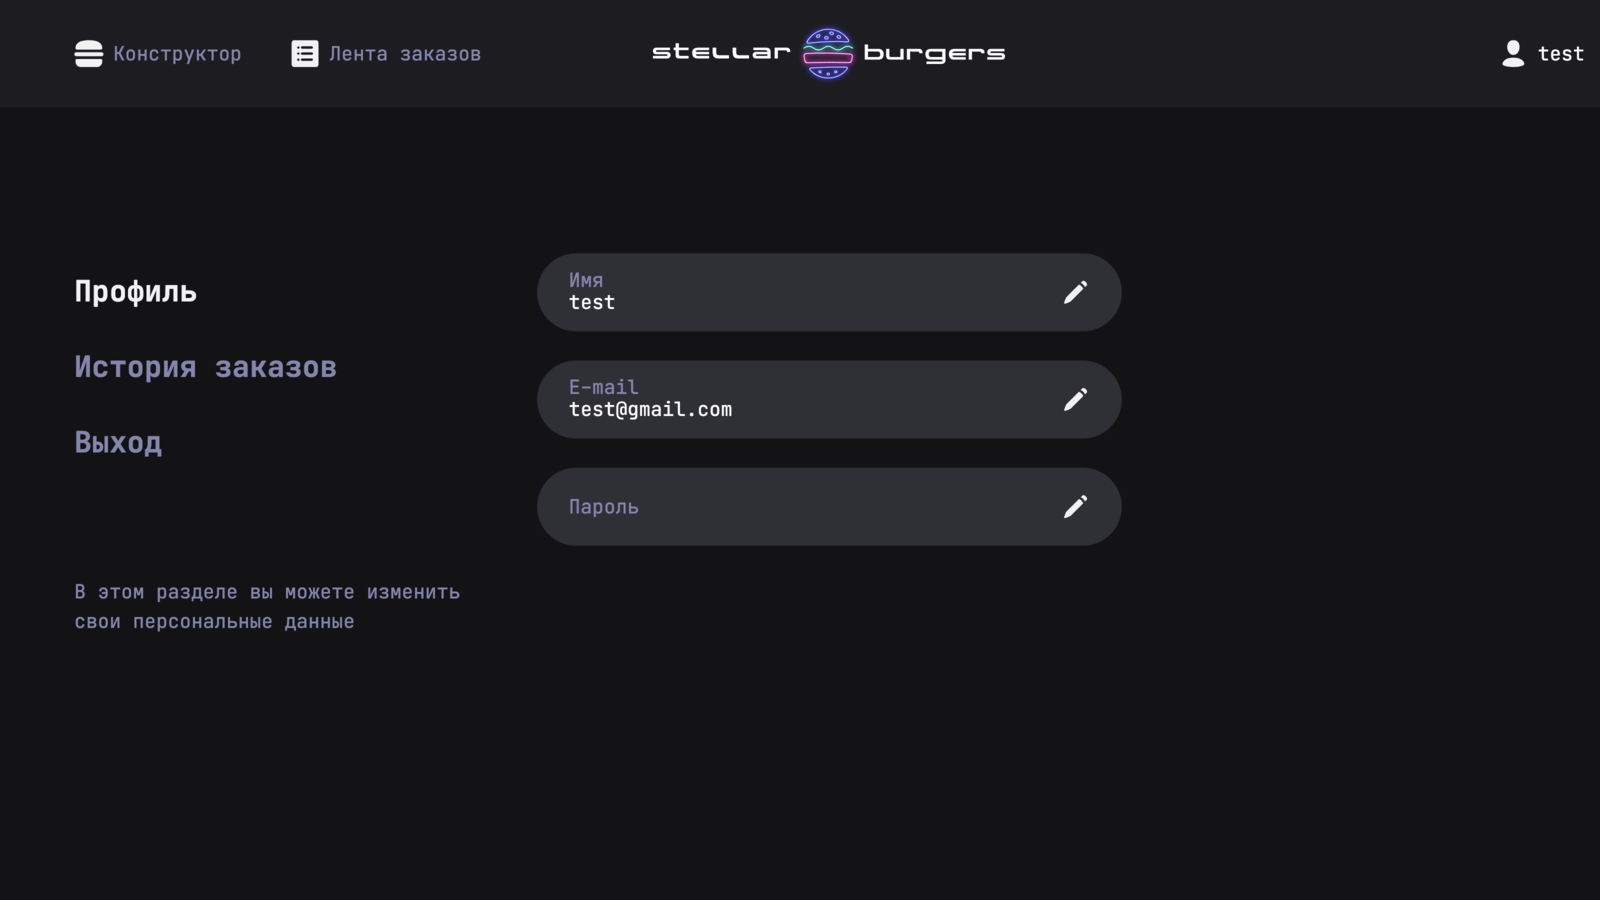 Конструктор
Лента заказов
stellar burgers
test
Профиль
История заказов
Выход
В этом разделе вы можете изменить
свои персональные данные
Имя
test
E-mail
test@gmail.com
Пароль